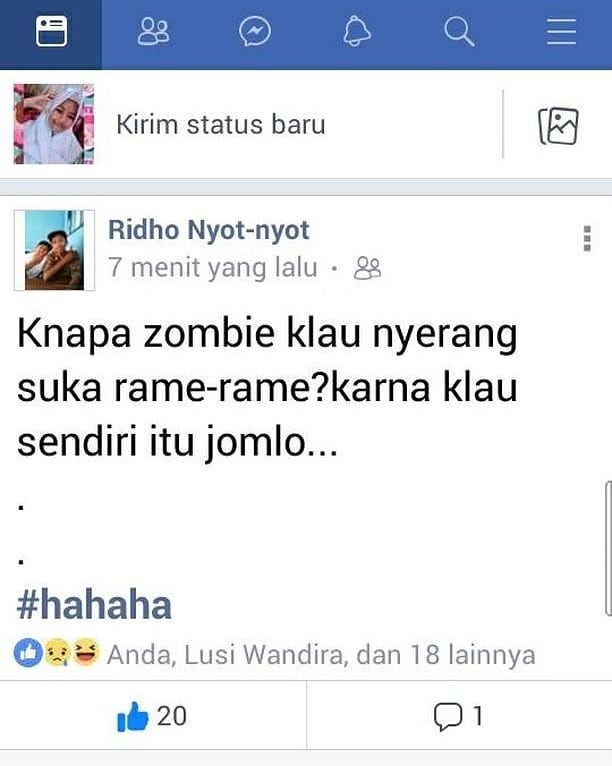 Kirim status baru
Ridho Nyot-nyot
7 menit yang lalu ·
Knapa zombie klau nyerang
suka rame-rame?karna klau
sendiri itu jomlo...
.
.
#hahaha
Anda, Lusi Wandira, dan 18 lainnya
20
1